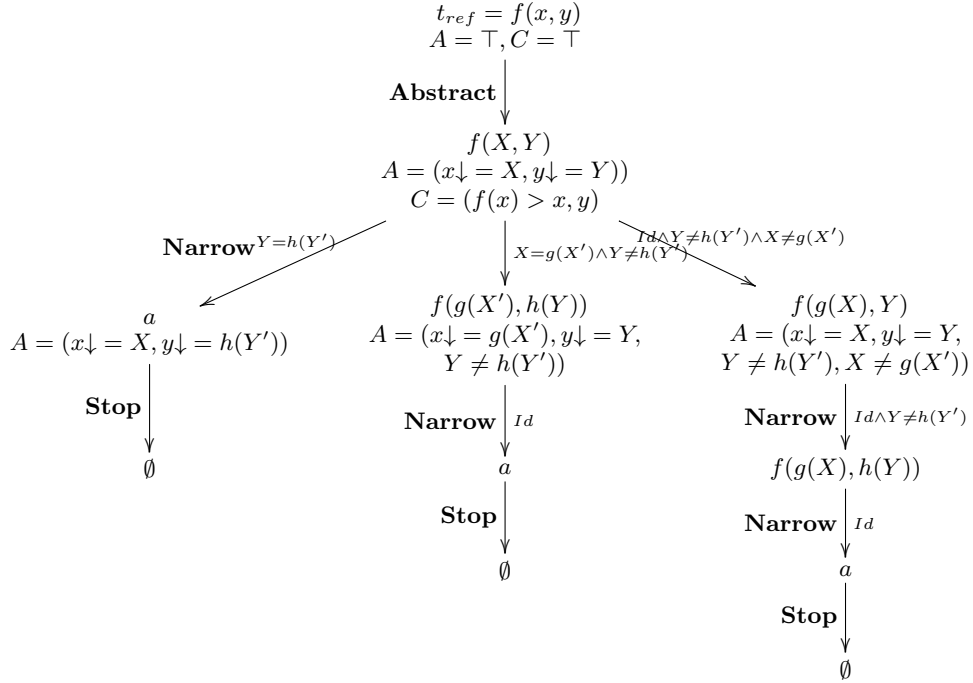 t_ref = f(x, y)
A = ⊤, C = ⊤
Abstract
f(X, Y)
A = (x↓ = X, y↓ = Y))
C = (f(x) > x, y)
Narrow Y=h(Y′)
X=g(X′)∧Y≠h(Y′)
Id∧Y≠h(Y′)∧X≠g(X′)
a
A = (x↓ = X, y↓ = h(Y′))
Stop
∅
f(g(X′), h(Y))
A = (x↓ = g(X′), y↓ = Y,
Y ≠ h(Y′))
Narrow Id
a
Stop
∅
f(g(X), Y)
A = (x↓ = X, y↓ = Y,
Y ≠ h(Y′), X ≠ g(X′))
Narrow Id∧Y≠h(Y′)
f(g(X), h(Y))
Narrow Id
a
Stop
∅